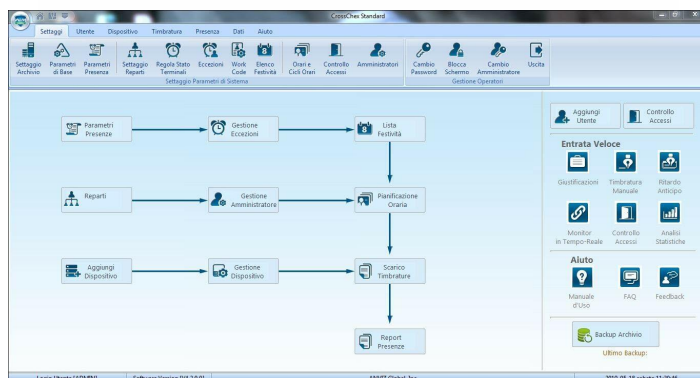 CrossChex Standard
Settaggi Utente Dispositivo Timbratura Presenza Dati Aiuto
Settaggio Archivio
Parametri di Base
Parametri Presenza
Settaggio Reparti
Regola Stato Terminali
Eccezioni
Work Code
Elenco Festività
Orari e Cicli Orari
Controllo Accessi
Amministratori
Cambio Password
Blocca Schermo
Cambio Amministratore
Uscita
Settaggio Parametri di Sistema
Gestione Operatori
Parametri Presenze
Gestione Eccezioni
Lista Festività
Reparti
Gestione Amministratore
Pianificazione Oraria
Aggiungi Dispositivo
Gestione Dispositivo
Scarico Timbrature
Report Presenze
Aggiungi Utente
Controllo Accessi
Entrata Veloce
Giustificazioni
Timbratura Manuale
Ritardo Anticipo
Monitor in Tempo-Reale
Controllo Accessi
Analisi Statistiche
Aiuto
Manuale d'Uso
FAQ
Feedback
Backup Archivio
Ultimo Backup: